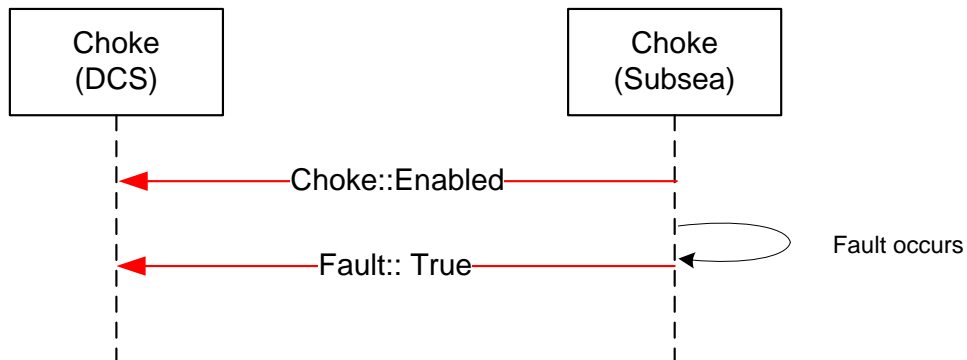 Choke
(DCS)
Choke
(Subsea)
Choke::Enabled
Fault occurs
Fault:: True